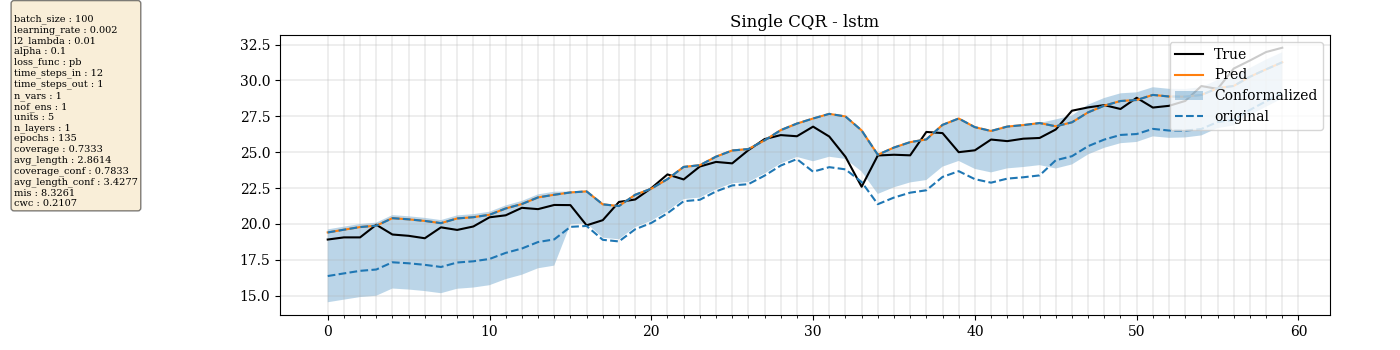 batch_size : 100
learning_rate : 0.002
l2_lambda : 0.01
alpha : 0.1
loss_func : pb
time_steps_in : 12
time_steps_out : 1
n_vars : 1
nof_ens : 1
units : 5
n_layers : 1
epochs : 135
coverage : 0.7333
avg_length : 2.8614
coverage_conf : 0.7833
avg_length_conf : 3.4277
mis : 8.3261
cwc : 0.2107
Single CQR - lstm
32.5
30.0
27.5
25.0
22.5
20.0
17.5
15.0
0 10 20 30 40 50 60
True
Pred
Conformalized
original